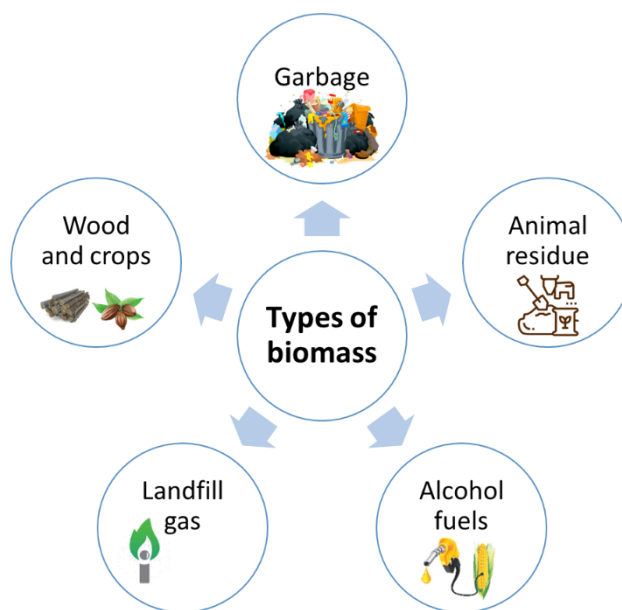 Garbage
Wood
and crops
Animal
residue
Types of
biomass
Landfill
gas
Alcohol
fuels